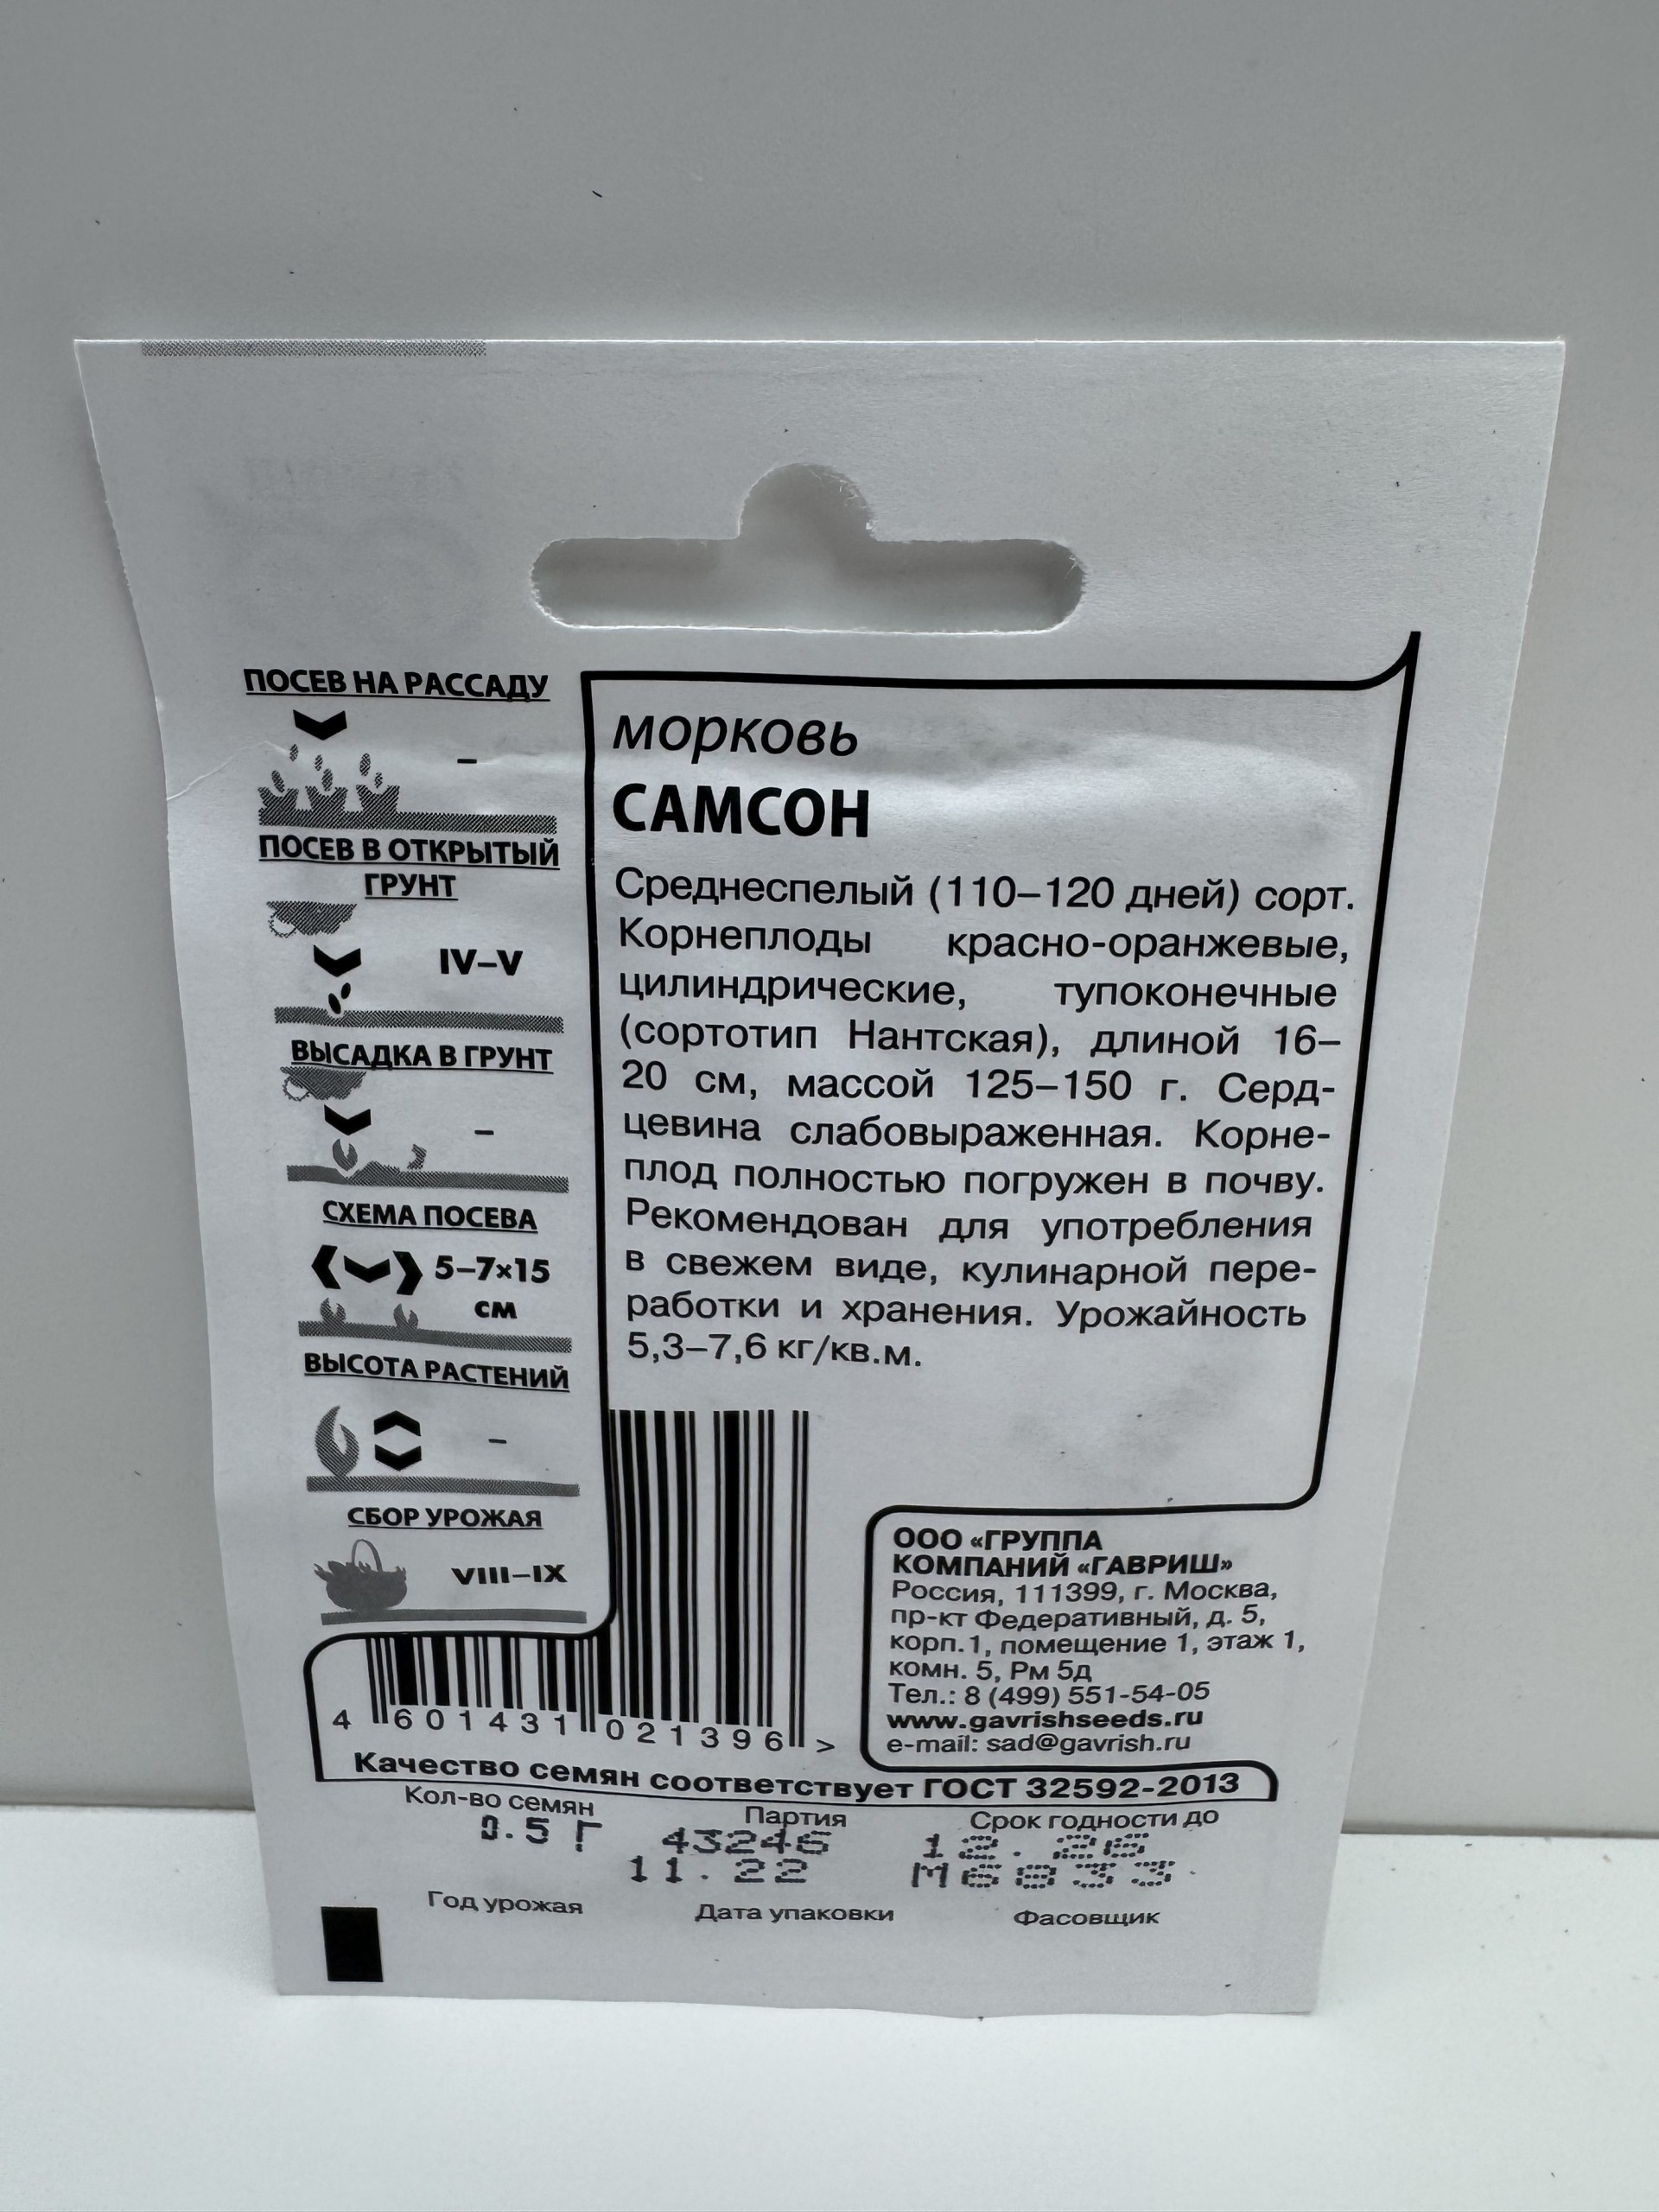 ПОСЕВ НА РАССАДУ
–
ПОСЕВ В ОТКРЫТЫЙ
ГРУНТ
IV–V
ВЫСАДКА В ГРУНТ
–
СХЕМА ПОСЕВА
5–7×15
см
ВЫСОТА РАСТЕНИЙ
–
СБОР УРОЖАЯ
VIII–IX
МОРКОВЬ
САМСОН
Среднеспелый (110–120 дней) сорт.
Корнеплоды красно-оранжевые,
цилиндрические, тупоконечные
(сортотип Нантская), длиной 16–
20 см, массой 125–150 г. Серд-
цевина слабовыраженная. Корне-
плод полностью погружен в почву.
Рекомендован для употребления
в свежем виде, кулинарной пере-
работки и хранения. Урожайность
5,3–7,6 кг/кв.м.
ООО «ГРУППА
КОМПАНИЙ «ГАВРИШ»
Россия, 111399, г. Москва,
пр-кт Федеративный, д. 5,
корп.1, помещение 1, этаж 1,
комн. 5, Рм 5д
Тел.: 8 (499) 551-54-05
www.gavrishseeds.ru
e-mail: sad@gavrish.ru
4 601431 021396 >
Качество семян соответствует ГОСТ 32592-2013
Кол-во семян Партия Срок годности до
0.5 Г 43246
11.22
Год урожая Дата упаковки Фасовщик